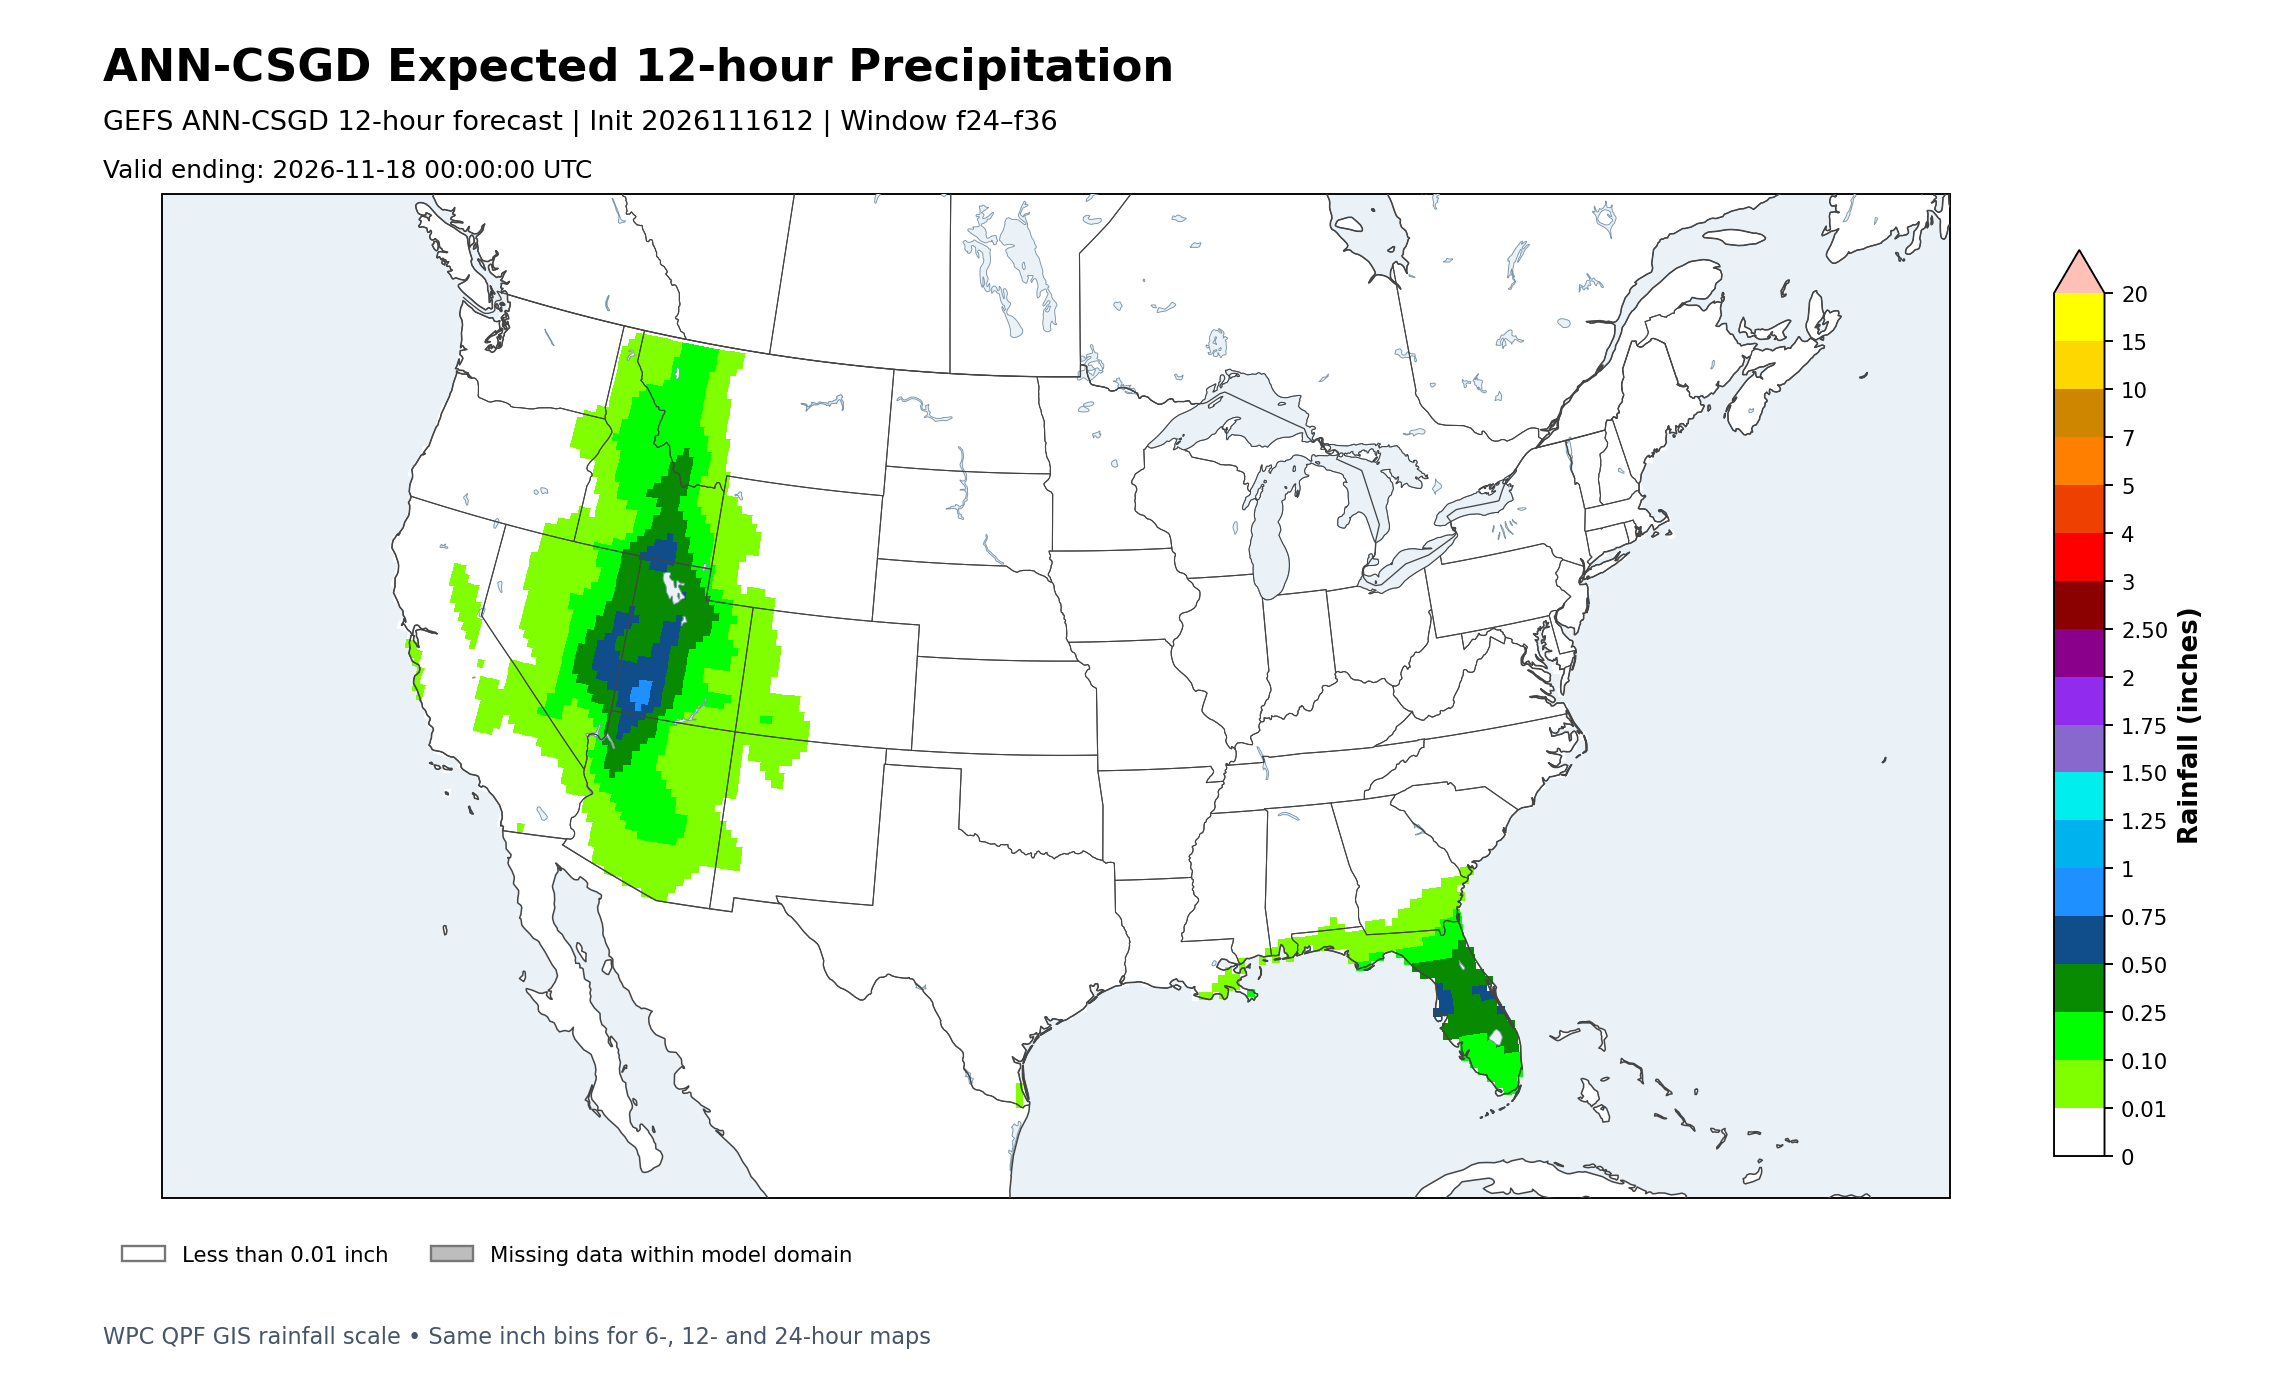 ANN-CSGD Expected 12-hour Precipitation
GEFS ANN-CSGD 12-hour forecast | Init 2026111612 | Window f24–f36
Valid ending: 2026-11-18 00:00:00 UTC
20
15
10
7
5
4
3
2.50
2
1.75
1.50
1.25
1
0.75
0.50
0.25
0.10
0.01
0
Rainfall (inches)
Less than 0.01 inch
Missing data within model domain
WPC QPF GIS rainfall scale • Same inch bins for 6-, 12- and 24-hour maps